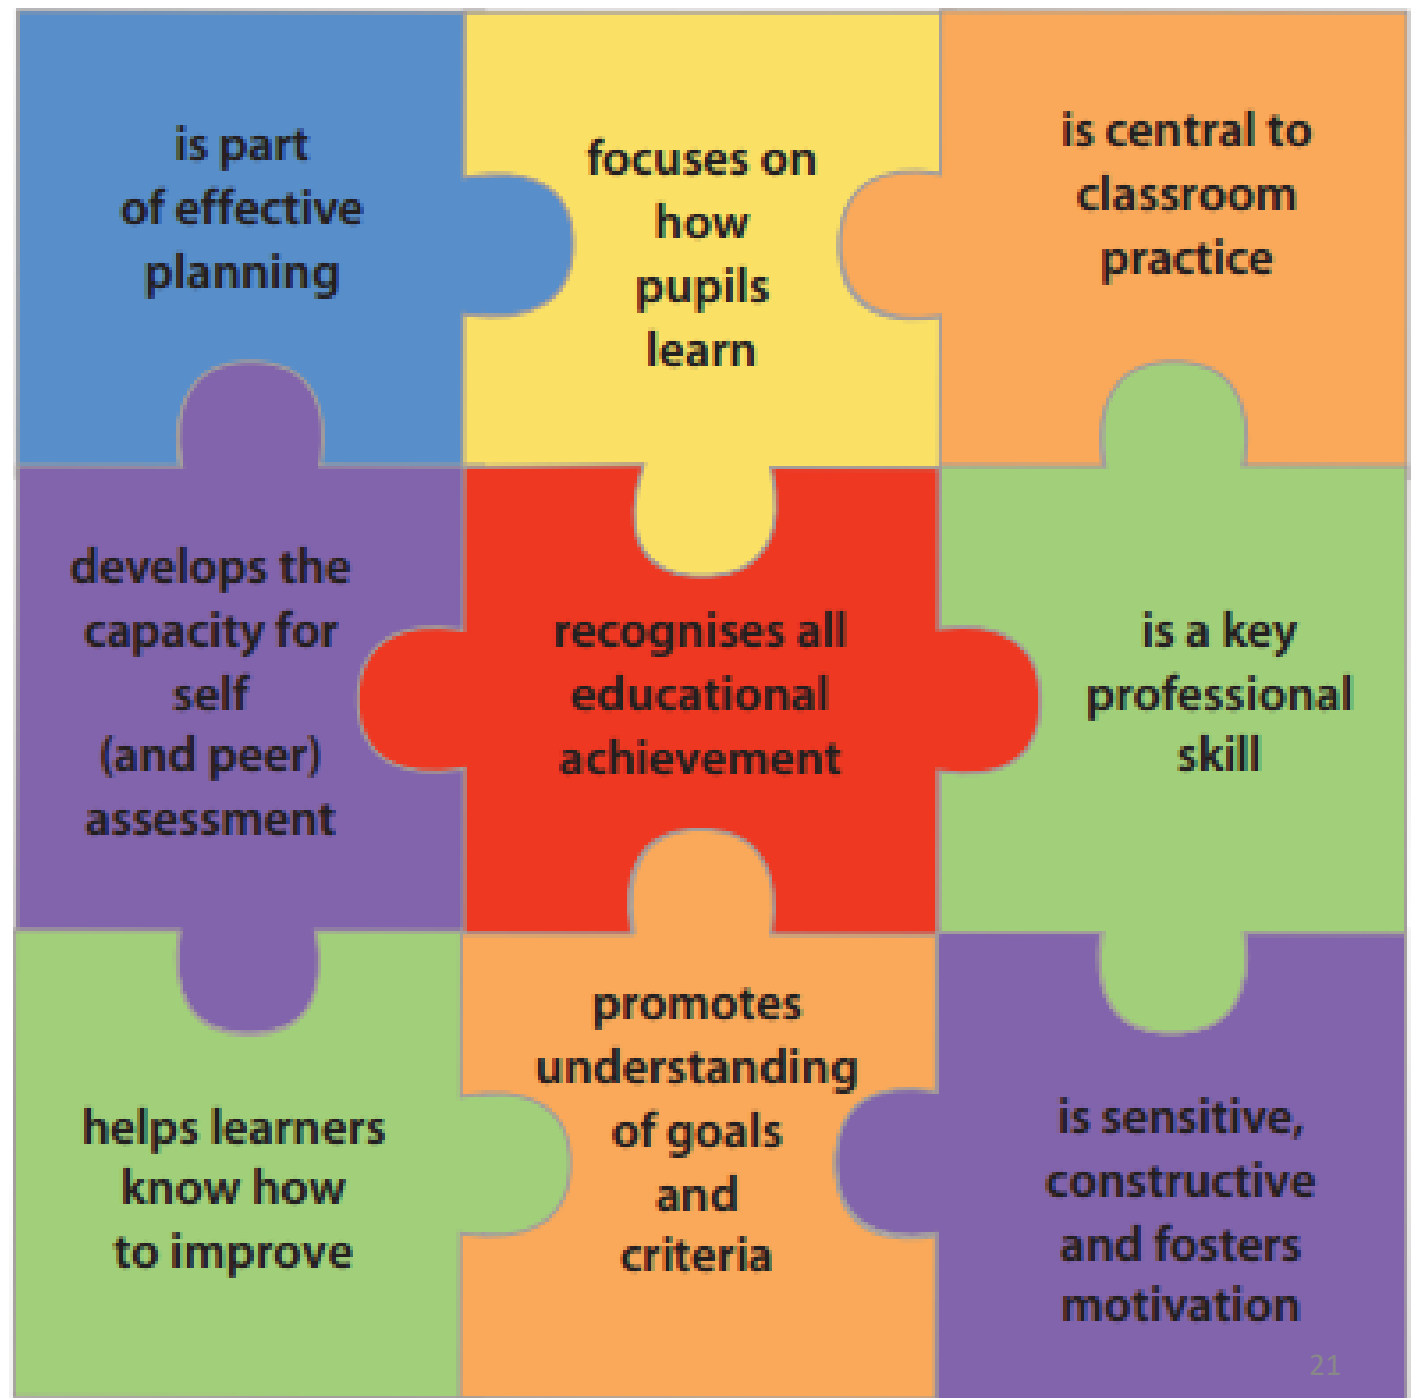 is part
of effective
planning
focuses on
how
pupils
learn
is central to
classroom
practice
develops the
capacity for
self
(and peer)
assessment
recognises all
educational
achievement
is a key
professional
skill
helps learners
know how
to improve
promotes
understanding
of goals
and
criteria
is sensitive,
constructive
and fosters
motivation
21